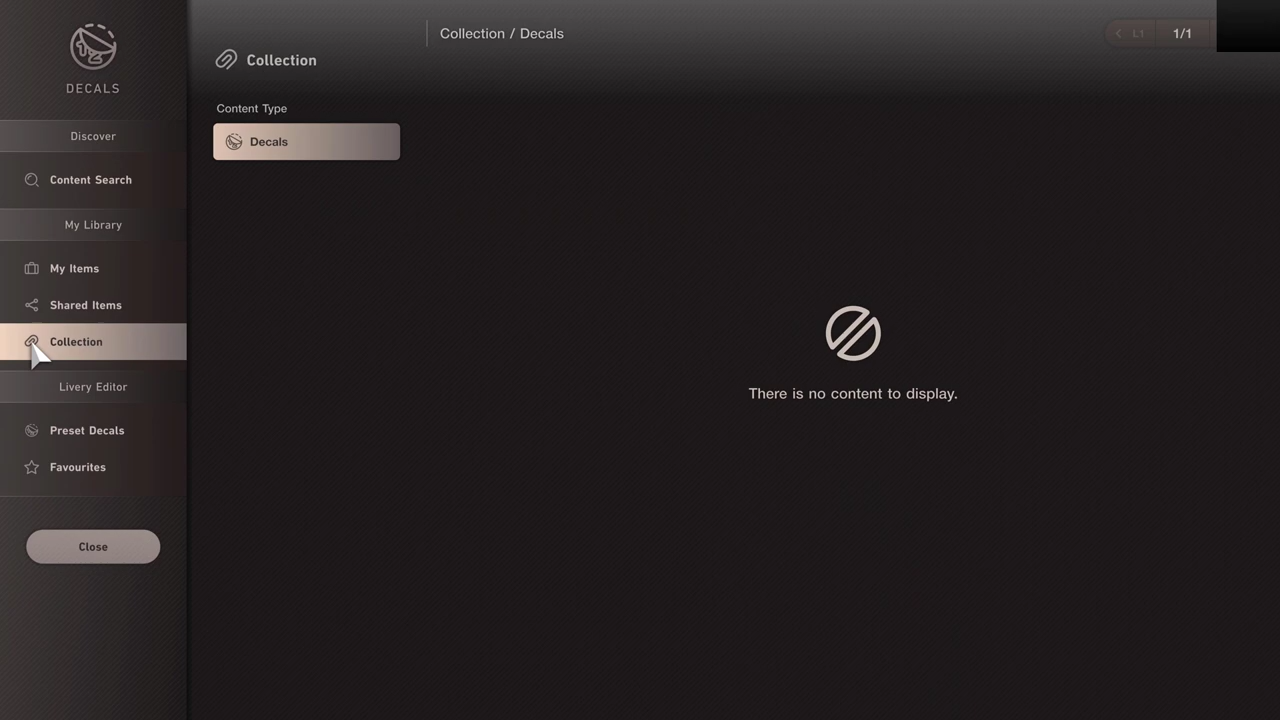 DECALS
Discover
Content Search
My Library
My Items
Shared Items
Collection
Livery Editor
Preset Decals
Favourites
Close
Collection / Decals
L1
1/1
Collection
Content Type
Decals
There is no content to display.